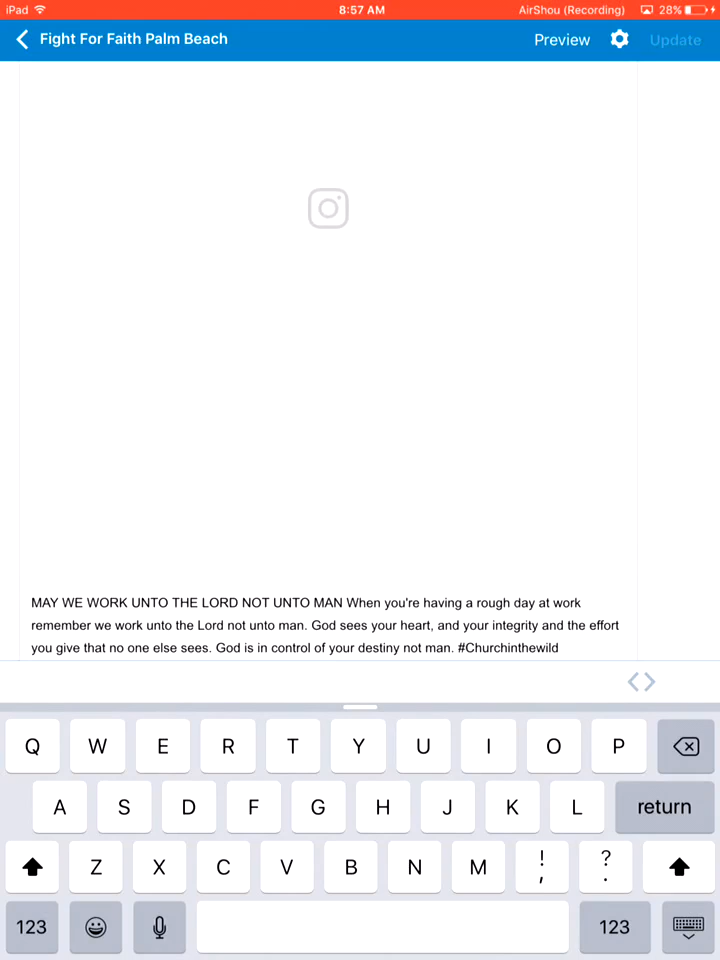 iPad 8:57 AM AirShou (Recording) 28%
Fight For Faith Palm Beach Preview Update
MAY WE WORK UNTO THE LORD NOT UNTO MAN When you're having a rough day at work
remember we work unto the Lord not unto man. God sees your heart, and your integrity and the effort
you give that no one else sees. God is in control of your destiny not man. #Churchinthewild
Q W E R T Y U I O P
A S D F G H J K L return
Z X C V B N M ! , ? .
123 123